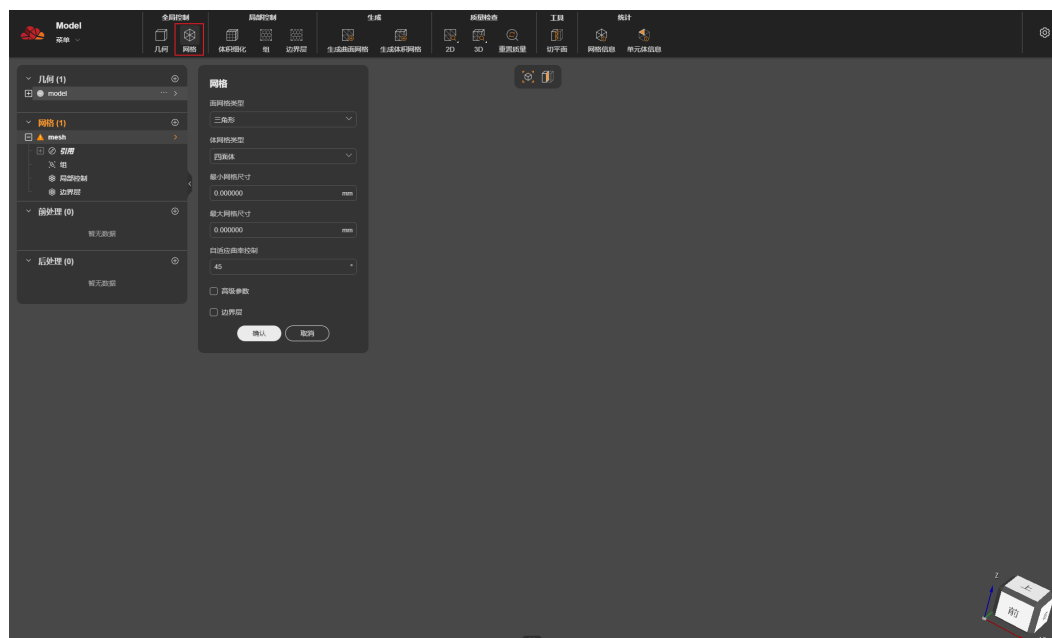 Model
菜单
全局控制 局部控制 生成 质量检查 工具 统计
几何 网格 体积细化 组 边界层 生成曲面网格 生成体积网格 2D 3D 重置质量 切平面 网格信息 单元体信息
几何 (1)
model
网格 (1)
mesh
引用
组
局部控制
边界层
前处理 (0)
暂无数据
后处理 (0)
暂无数据
网格
面网格类型
三角形
体网格类型
四面体
最小网格尺寸
0.000000 mm
最大网格尺寸
0.000000 mm
自适应曲率控制
45 °
高级参数
边界层
确认 取消
Z
上
前